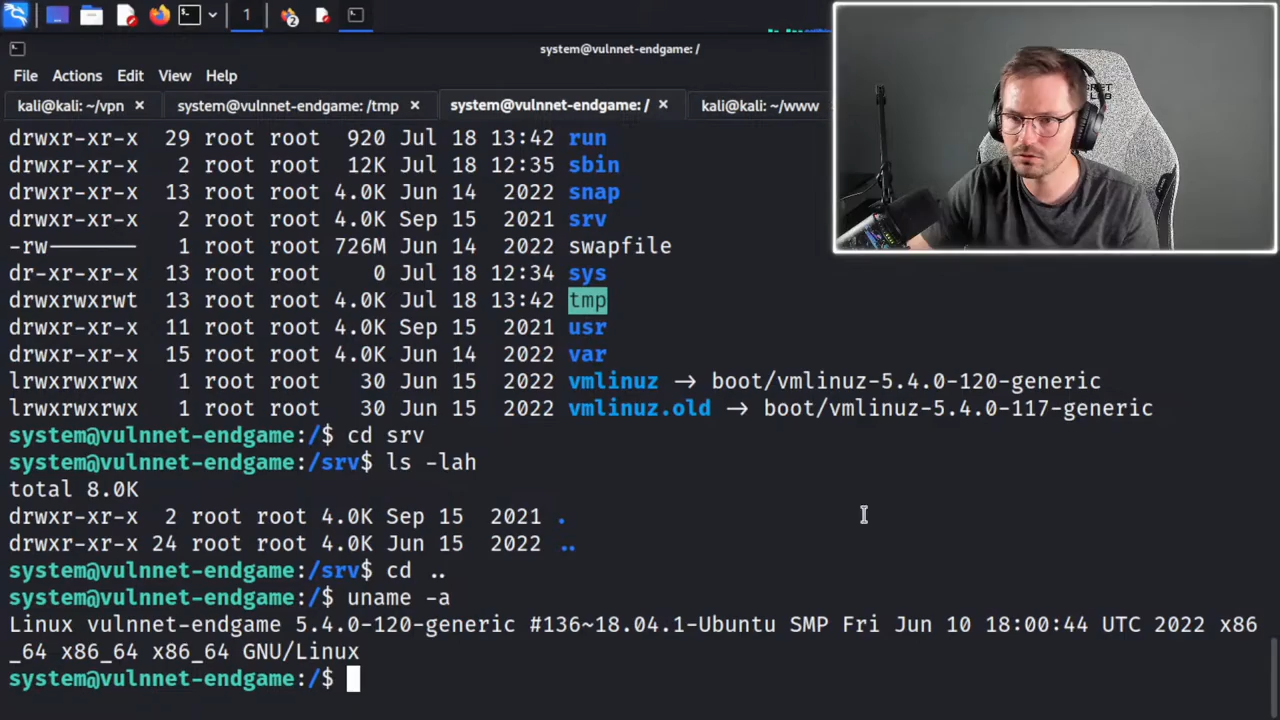 1
2
system@vulnnet-endgame: /
File Actions Edit View Help
kali@kali: ~/vpn × system@vulnnet-endgame: /tmp × system@vulnnet-endgame: / × kali@kali: ~/www
drwxr-xr-x 29 root root 920 Jul 18 13:42 run
drwxr-xr-x 2 root root 12K Jul 18 12:35 sbin
drwxr-xr-x 13 root root 4.0K Jun 14 2022 snap
drwxr-xr-x 2 root root 4.0K Sep 15 2021 srv
-rw------- 1 root root 726M Jun 14 2022 swapfile
dr-xr-xr-x 13 root root 0 Jul 18 12:34 sys
drwxrwxrwt 13 root root 4.0K Jul 18 13:42 tmp
drwxr-xr-x 11 root root 4.0K Sep 15 2021 usr
drwxr-xr-x 15 root root 4.0K Jun 14 2022 var
lrwxrwxrwx 1 root root 30 Jun 15 2022 vmlinuz -> boot/vmlinuz-5.4.0-120-generic
lrwxrwxrwx 1 root root 30 Jun 15 2022 vmlinuz.old -> boot/vmlinuz-5.4.0-117-generic
system@vulnnet-endgame:/$ cd srv
system@vulnnet-endgame:/srv$ ls -lah
total 8.0K
drwxr-xr-x 2 root root 4.0K Sep 15 2021 .
drwxr-xr-x 24 root root 4.0K Jun 15 2022 ..
system@vulnnet-endgame:/srv$ cd ..
system@vulnnet-endgame:/$ uname -a
Linux vulnnet-endgame 5.4.0-120-generic #136~18.04.1-Ubuntu SMP Fri Jun 10 18:00:44 UTC 2022 x86
_64 x86_64 x86_64 GNU/Linux
system@vulnnet-endgame:/$